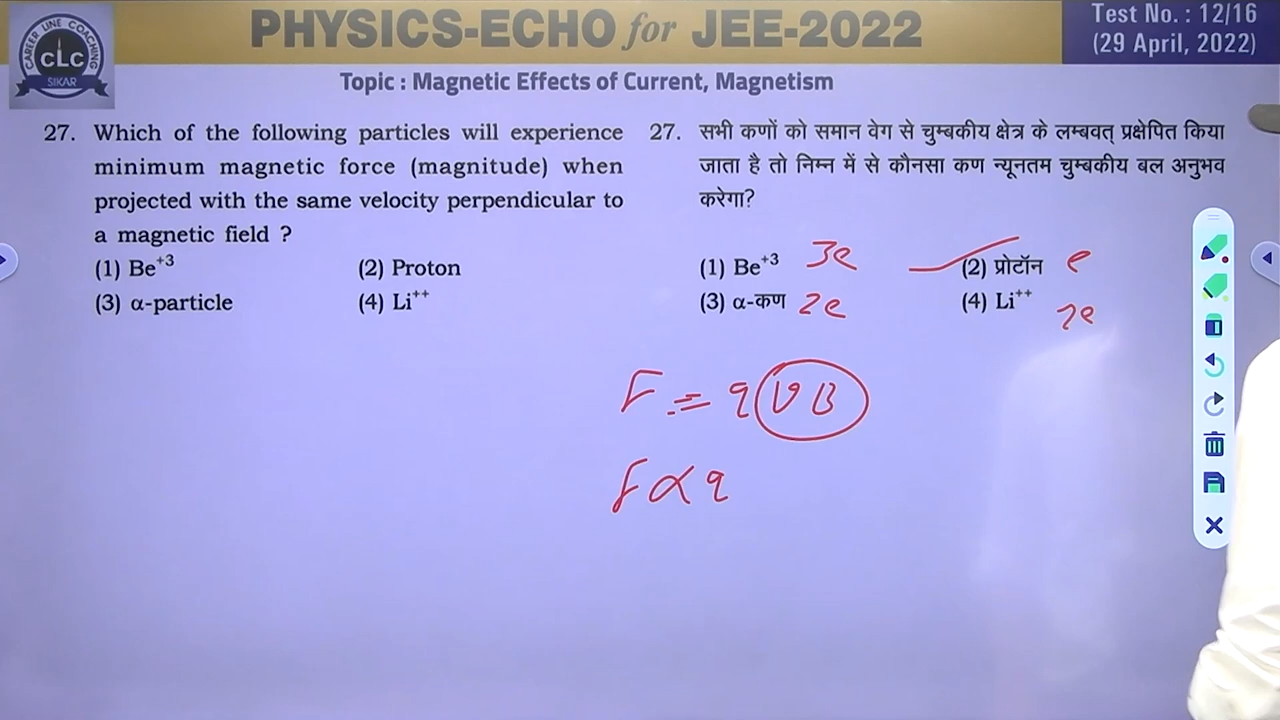 PHYSICS-ECHO for JEE-2022
Test No. : 12/16
(29 April, 2022)
CAREER LINE COACHING
CLC
SIKAR
Topic : Magnetic Effects of Current, Magnetism
27. Which of the following particles will experience
minimum magnetic force (magnitude) when
projected with the same velocity perpendicular to
a magnetic field ?
(1) Be⁺³ (2) Proton
(3) α-particle (4) Li⁺⁺
27. सभी कणों को समान वेग से चुम्बकीय क्षेत्र के लम्बवत् प्रक्षेपित किया
जाता है तो निम्न में से कौनसा कण न्यूनतम चुम्बकीय बल अनुभव
करेगा?
(1) Be⁺³ 3e (2) प्रोटॉन e
(3) α-कण 2e (4) Li⁺⁺ 2e
F = qVB
F α q